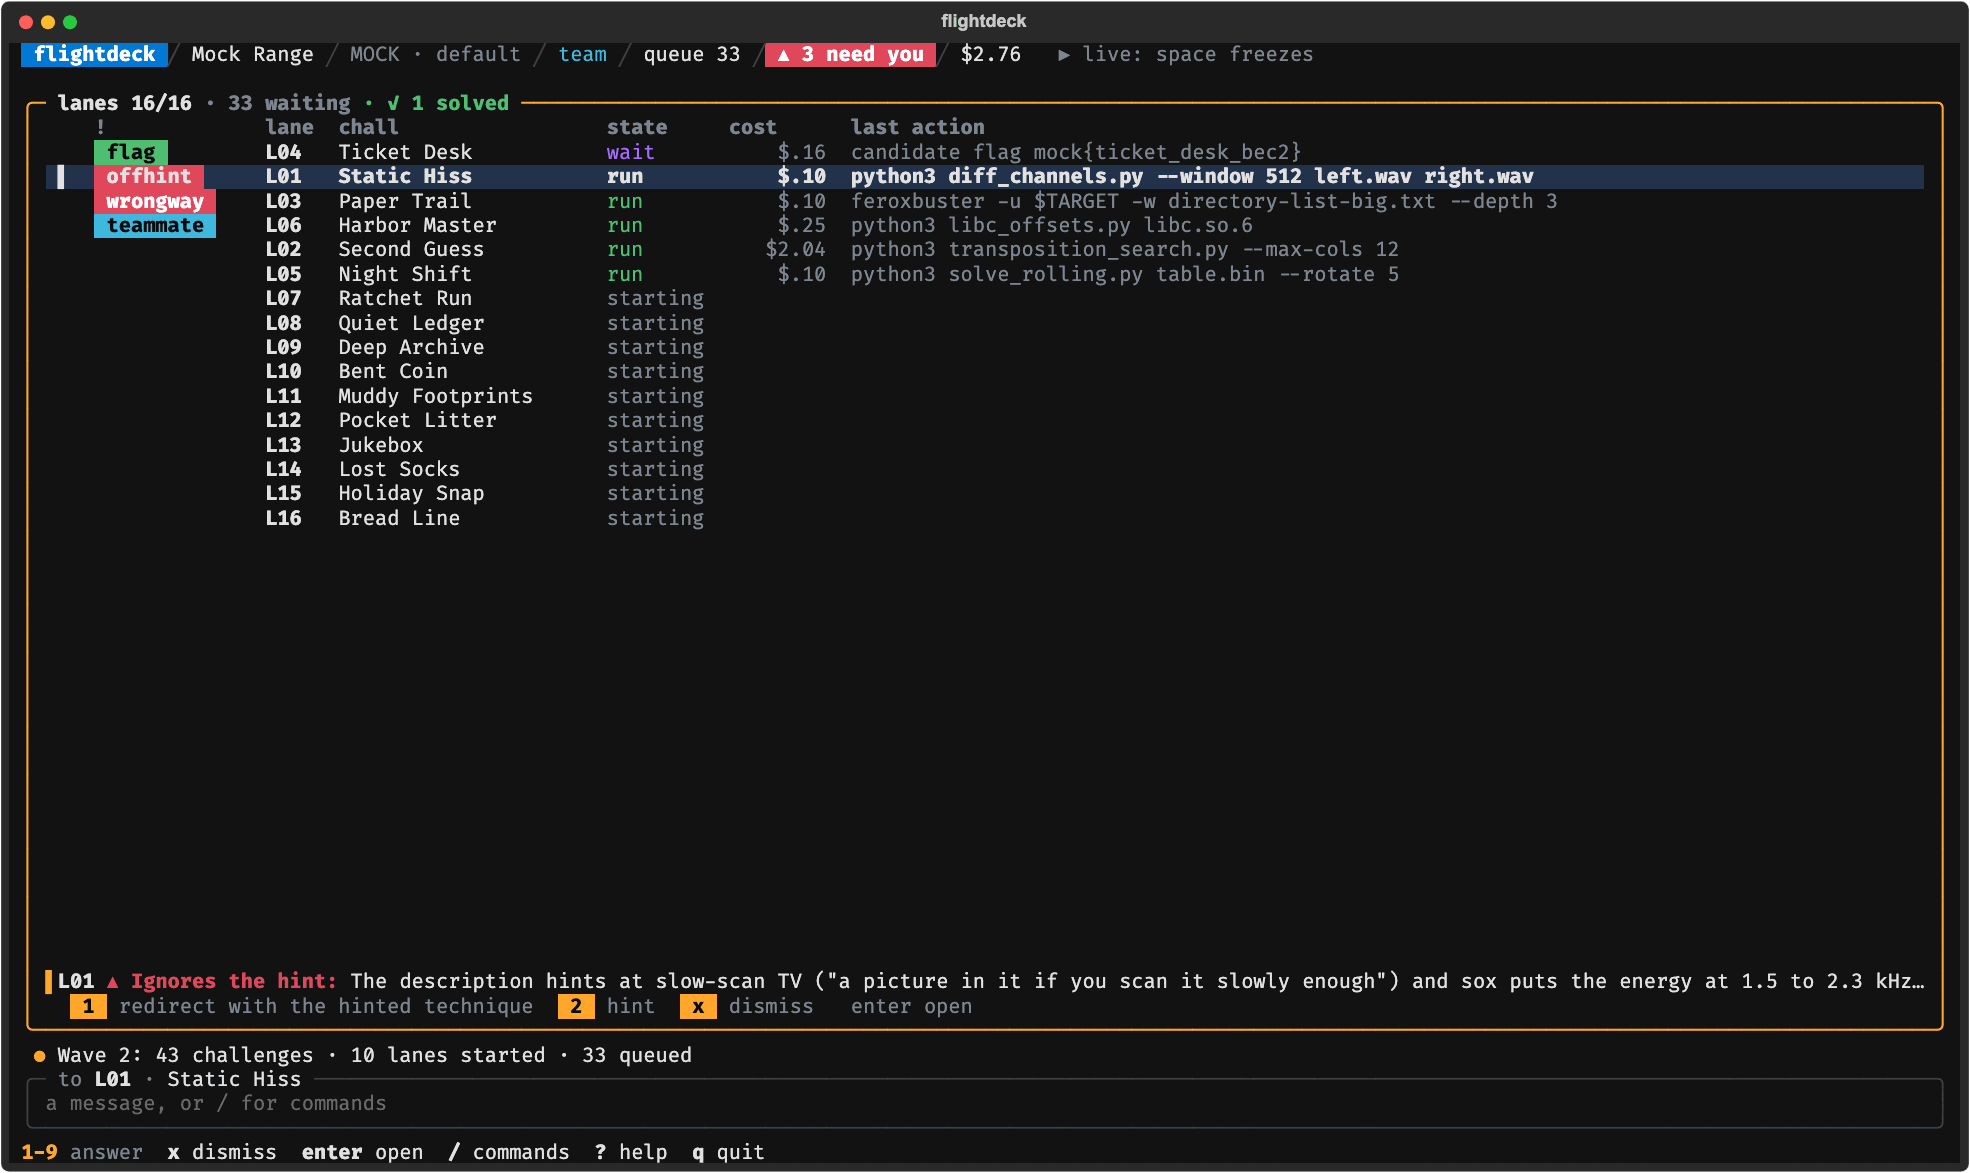 flightdeck
flightdeck / Mock Range / MOCK · default / team / queue 33 / ▲ 3 need you / $2.76 ▶ live: space freezes
lanes 16/16 · 33 waiting · √ 1 solved
! lane chall state cost last action
flag L04 Ticket Desk wait $.16 candidate flag mock{ticket_desk_bec2}
offhint L01 Static Hiss run $.10 python3 diff_channels.py --window 512 left.wav right.wav
wrongway L03 Paper Trail run $.10 feroxbuster -u $TARGET -w directory-list-big.txt --depth 3
teammate L06 Harbor Master run $.25 python3 libc_offsets.py libc.so.6
L02 Second Guess run $2.04 python3 transposition_search.py --max-cols 12
L05 Night Shift run $.10 python3 solve_rolling.py table.bin --rotate 5
L07 Ratchet Run starting
L08 Quiet Ledger starting
L09 Deep Archive starting
L10 Bent Coin starting
L11 Muddy Footprints starting
L12 Pocket Litter starting
L13 Jukebox starting
L14 Lost Socks starting
L15 Holiday Snap starting
L16 Bread Line starting
L01 ▲ Ignores the hint: The description hints at slow-scan TV ("a picture in it if you scan it slowly enough") and sox puts the energy at 1.5 to 2.3 kHz…
1 redirect with the hinted technique 2 hint x dismiss enter open
● Wave 2: 43 challenges · 10 lanes started · 33 queued
to L01 · Static Hiss
a message, or / for commands
1-9 answer x dismiss enter open / commands ? help q quit